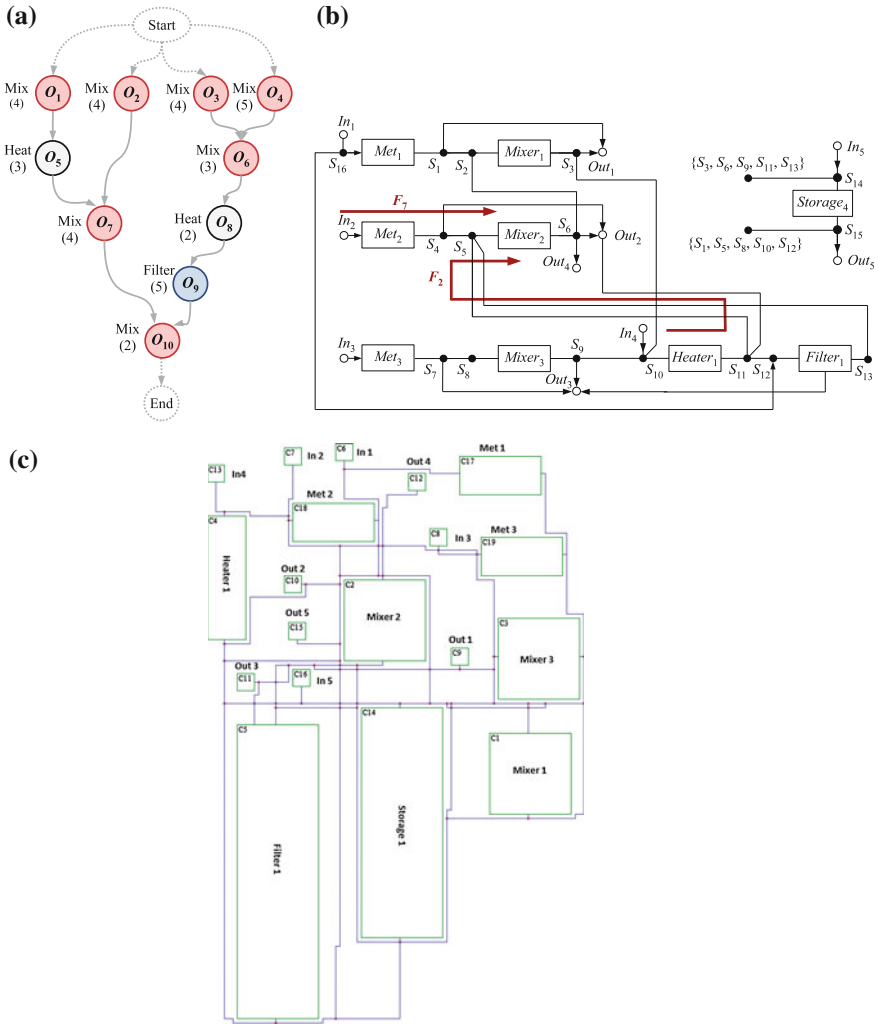 (a)
Start
Mix
(4)
O1
Mix
(4)
O2
Mix
(4)
O3
Mix
(5)
O4
Heat
(3)
O5
Mix
(3)
O6
Mix
(4)
O7
Heat
(2)
O8
Filter
(5)
O9
Mix
(2)
O10
End
(b)
In1
S16
Met1
S1
S2
Mixer1
S3
Out1
F7
In2
Met2
S4
S5
Mixer2
S6
Out2
Out4
F2
In4
In3
Met3
S7
S8
Mixer3
S9
Out3
S10
Heater1
S11
S12
Filter1
S13
In5
{S3, S6, S9, S11, S13}
S14
Storage4
S15
{S1, S5, S8, S10, S12}
Out5
(c)
C13
In4
C7
In 2
C6
In 1
Out 4
C12
Met 1
C17
Met 2
C18
C4
Heater 1
C8
In 3
Met 3
C19
Out 2
C10
C2
Mixer 2
Out 5
C15
Out 1
C9
C3
Mixer 3
Out 3
C11
C16
In 5
C5
Filter 1
C14
Storage 1
C1
Mixer 1